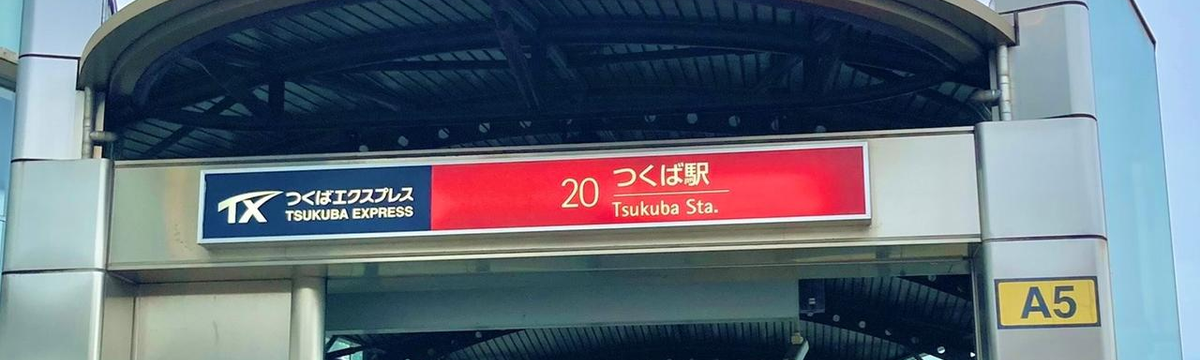 TX つくばエクスプレス
TSUKUBA EXPRESS
20 つくば駅
Tsukuba Sta.
A5